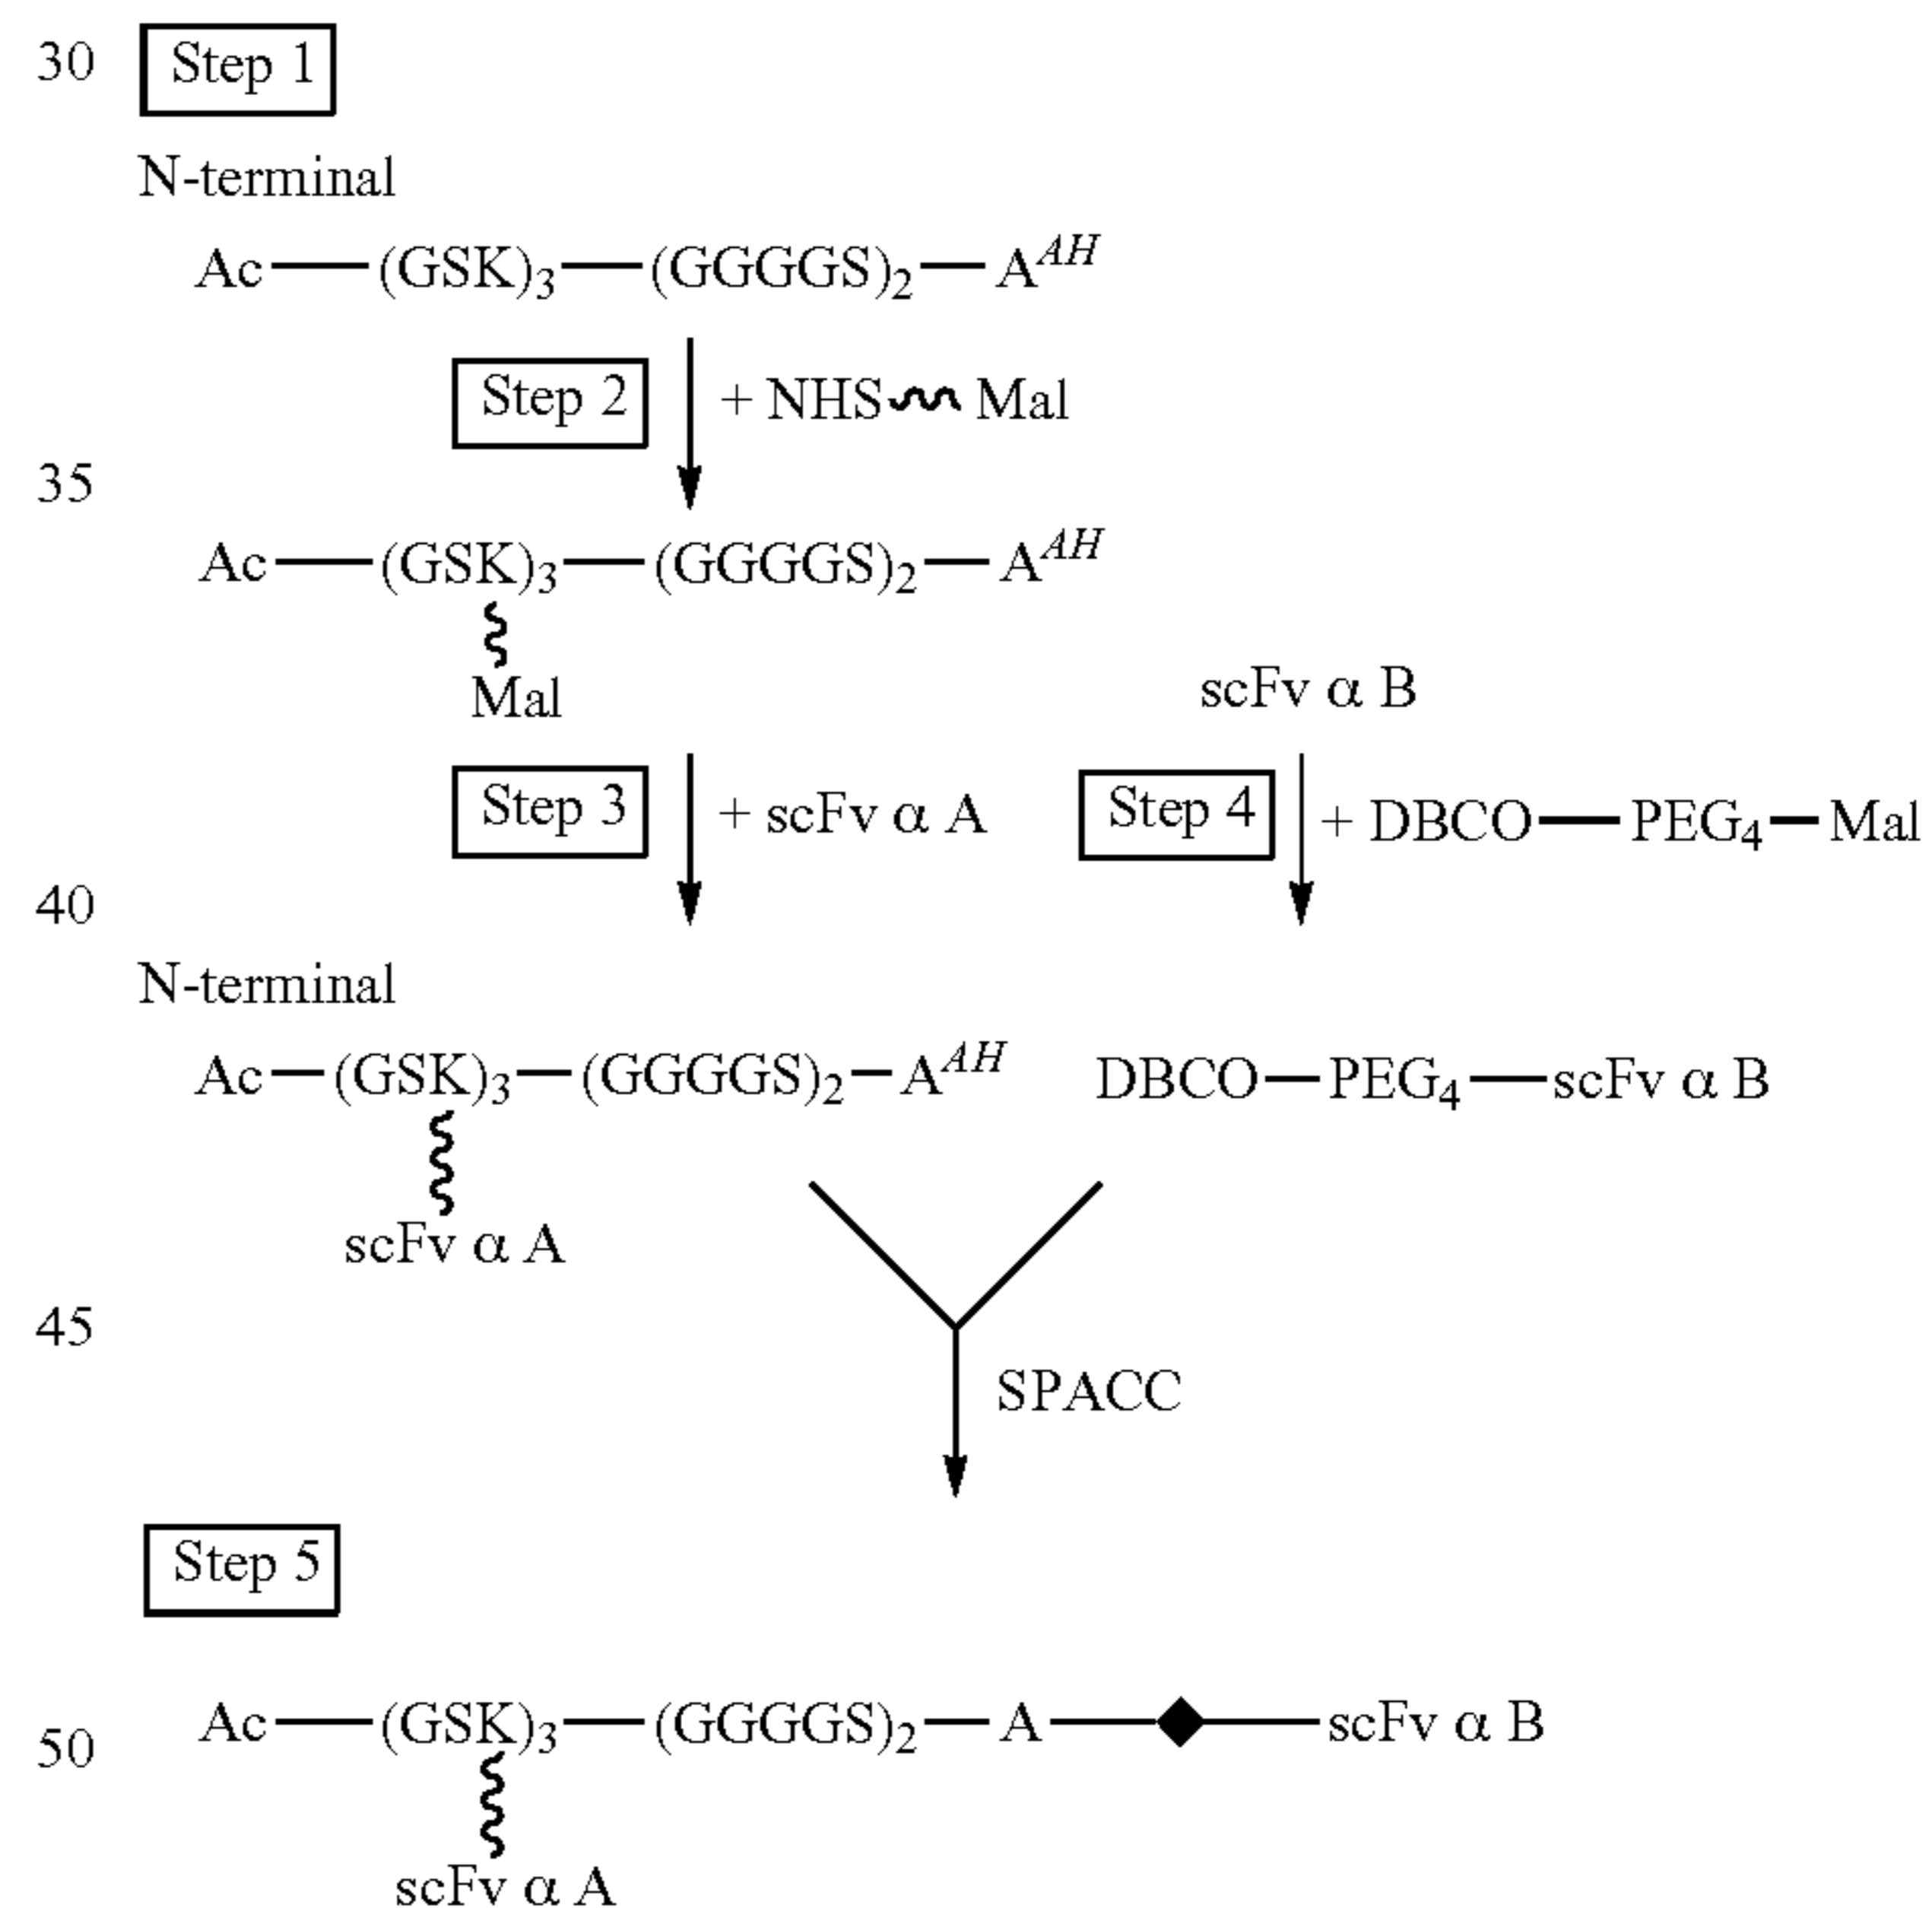 30 Step 1
N-terminal
Ac—(GSK)₃—(GGGGS)₂—Aᴬᴴ
Step 2 + NHS Mal
35
Ac—(GSK)₃—(GGGGS)₂—Aᴬᴴ
Mal
scFv α B
Step 3 + scFv α A
Step 4 + DBCO—PEG₄—Mal
40
N-terminal
Ac—(GSK)₃—(GGGGS)₂—Aᴬᴴ
DBCO—PEG₄—scFv α B
scFv α A
45
SPACC
Step 5
50 Ac—(GSK)₃—(GGGGS)₂—A—◆—scFv α B
scFv α A